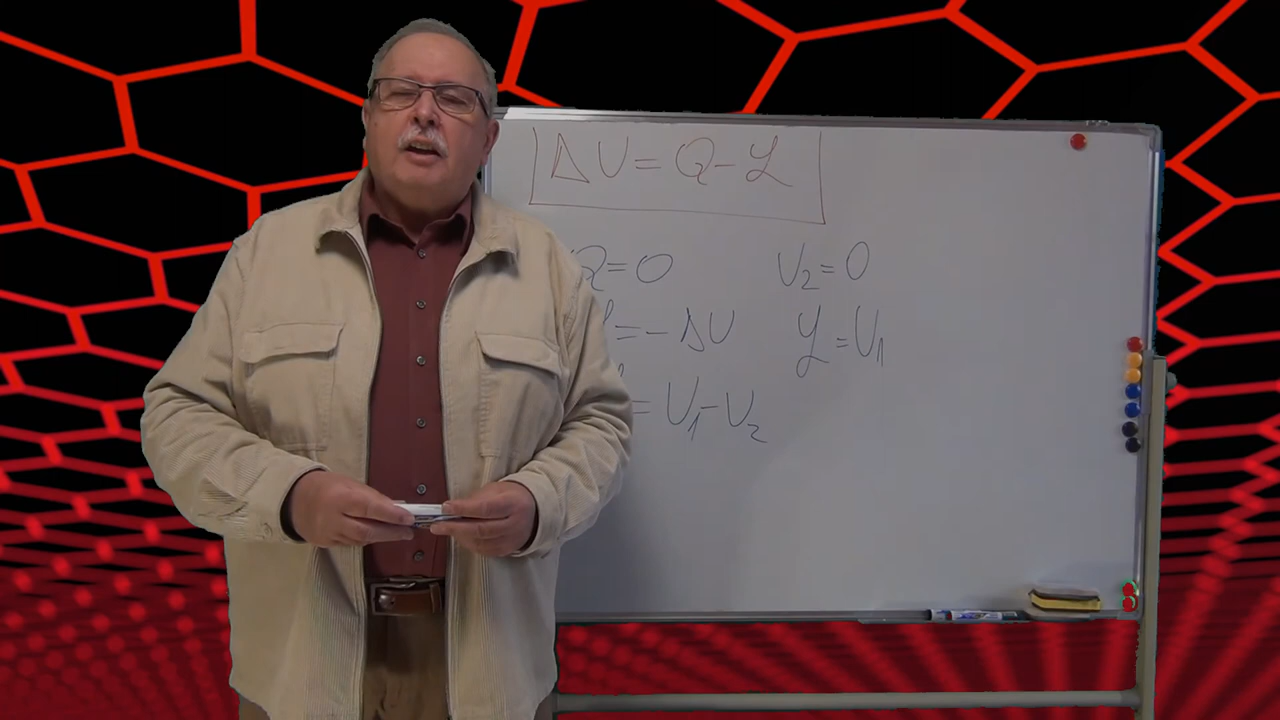 ΔU = Q - ℒ
Q = 0
= - ΔU
= U₁ - U₂
U₂ = 0
ℒ = U₁